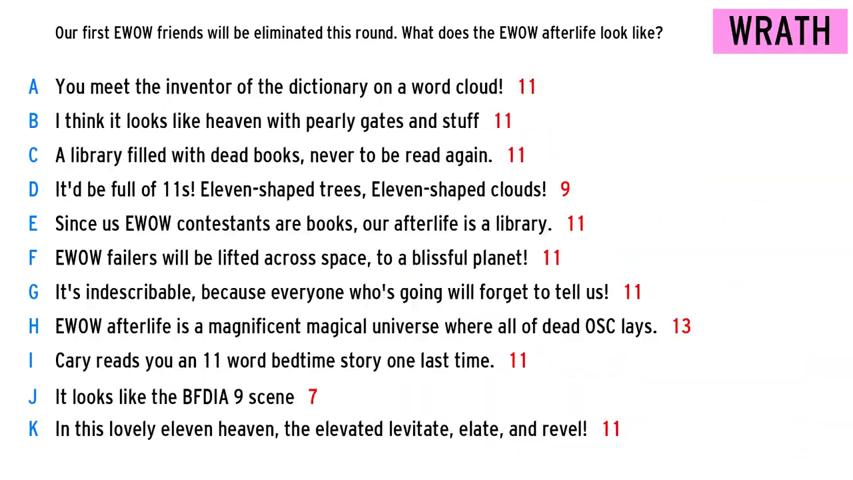 Our first EWOW friends will be eliminated this round. What does the EWOW afterlife look like?
WRATH
A You meet the inventor of the dictionary on a word cloud! 11
B I think it looks like heaven with pearly gates and stuff 11
C A library filled with dead books, never to be read again. 11
D It'd be full of 11s! Eleven-shaped trees, Eleven-shaped clouds! 9
E Since us EWOW contestants are books, our afterlife is a library. 11
F EWOW failers will be lifted across space, to a blissful planet! 11
G It's indescribable, because everyone who's going will forget to tell us! 11
H EWOW afterlife is a magnificent magical universe where all of dead OSC lays. 13
I Cary reads you an 11 word bedtime story one last time. 11
J It looks like the BFDIA 9 scene 7
K In this lovely eleven heaven, the elevated levitate, elate, and revel! 11